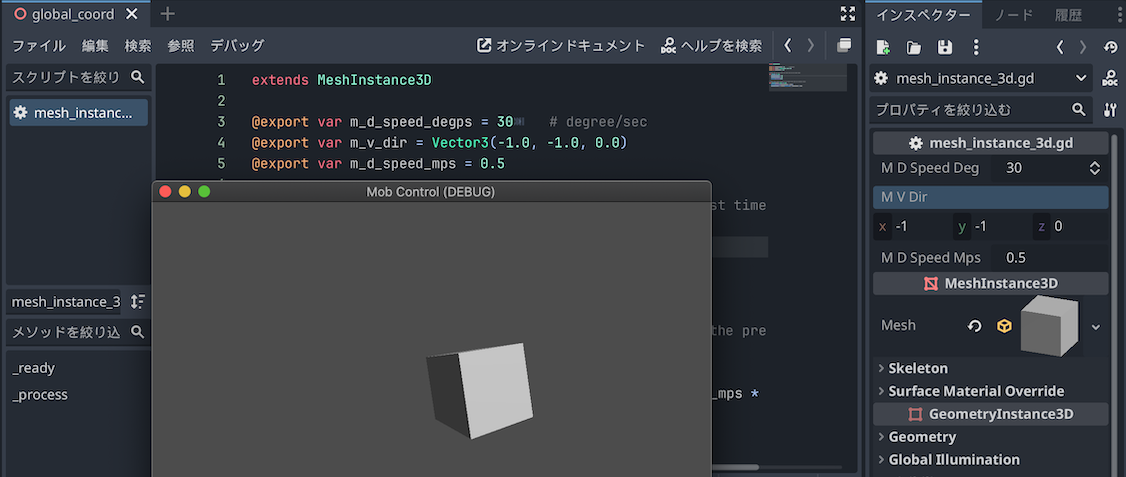 global_coord
ファイル 編集 検索 参照 デバッグ オンラインドキュメント DOC ヘルプを検索
スクリプトを絞り
mesh_instanc...
mesh_instance_3
メソッドを絞り込
_ready
_process
1 extends MeshInstance3D
2
3 @export var m_d_speed_degps = 30 # degree/sec
4 @export var m_v_dir = Vector3(-1.0, -1.0, 0.0)
5 @export var m_d_speed_mps = 0.5
st time
the pre
_mps *
Mob Control (DEBUG)
インスペクター ノード 履歴
mesh_instance_3d.gd DOC
プロパティを絞り込む
mesh_instance_3d.gd
M D Speed Deg 30
M V Dir
x -1 y -1 z 0
M D Speed Mps 0.5
MeshInstance3D
Mesh
Skeleton
Surface Material Override
GeometryInstance3D
Geometry
Global Illumination